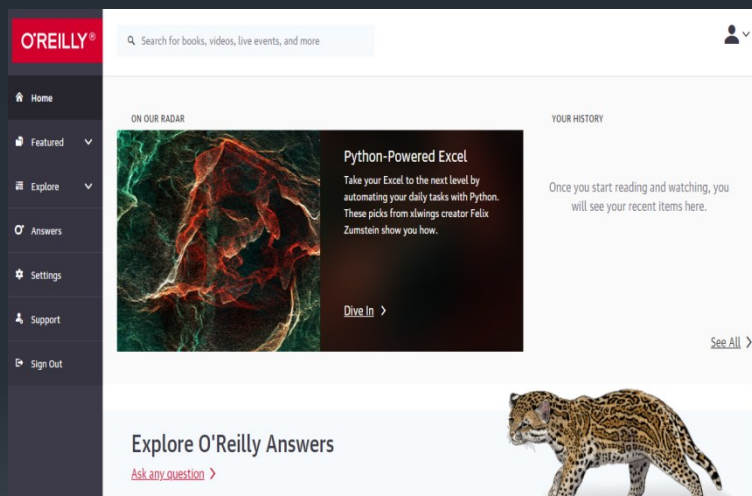 O'REILLY®
Search for books, videos, live events, and more
Home
Featured
Explore
Answers
Settings
Support
Sign Out
ON OUR RADAR
Python-Powered Excel
Take your Excel to the next level by
automating your daily tasks with Python.
These picks from xlwings creator Felix
Zumstein show you how.
Dive In >
YOUR HISTORY
Once you start reading and watching, you
will see your recent items here.
See All >
Explore O'Reilly Answers
Ask any question >